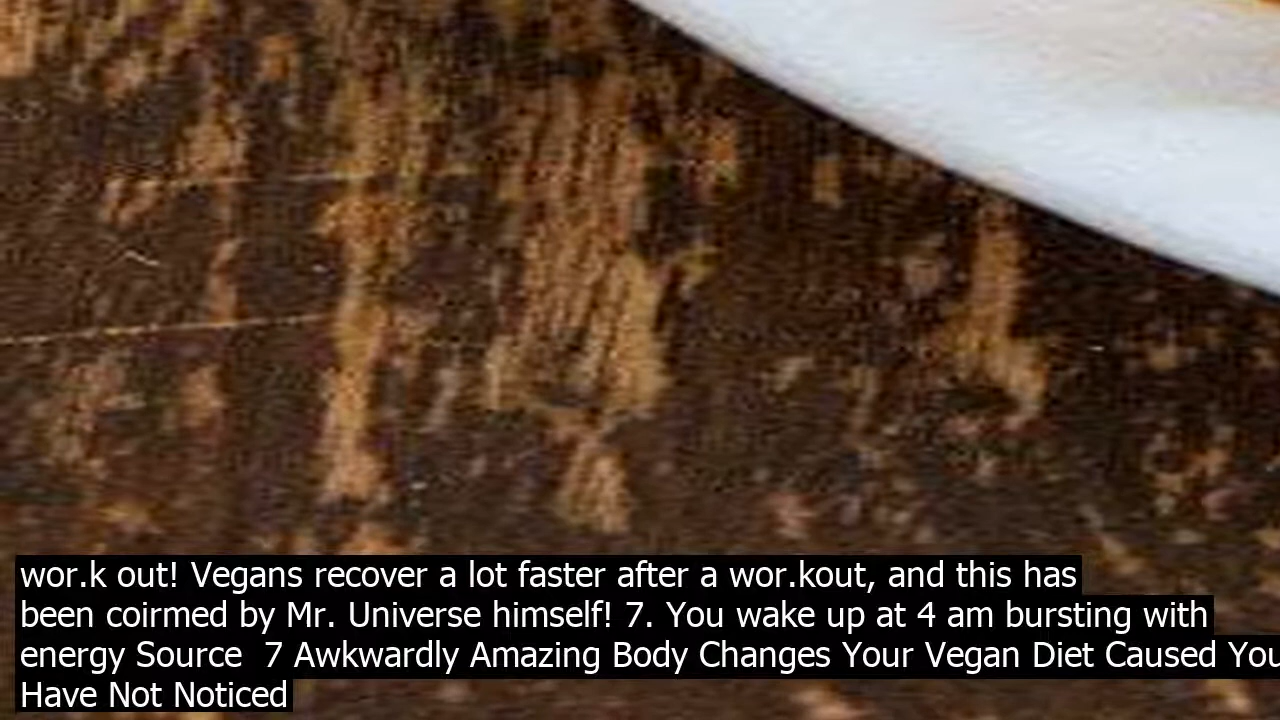 wor.k out! Vegans recover a lot faster after a wor.kout, and this has
been coirmed by Mr. Universe himself! 7. You wake up at 4 am bursting with
energy Source  7 Awkwardly Amazing Body Changes Your Vegan Diet Caused You
Have Not Noticed